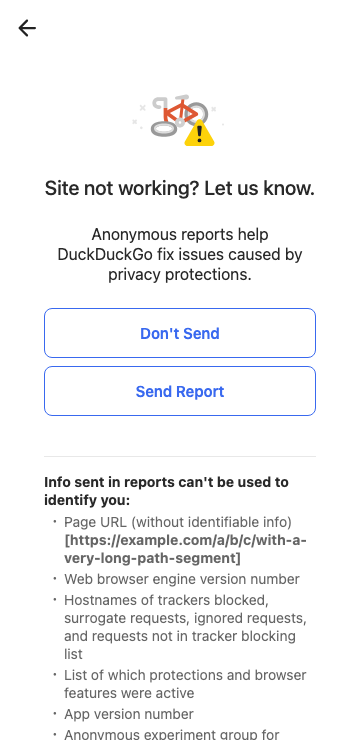 Site not working? Let us know.
Anonymous reports help
DuckDuckGo fix issues caused by
privacy protections.
Don't Send
Send Report
Info sent in reports can't be used to
identify you:
· Page URL (without identifiable info)
[https://example.com/a/b/c/with-a-
very-long-path-segment]
· Web browser engine version number
· Hostnames of trackers blocked,
surrogate requests, ignored requests,
and requests not in tracker blocking
list
· List of which protections and browser
features were active
· App version number
· Anonymous experiment group for